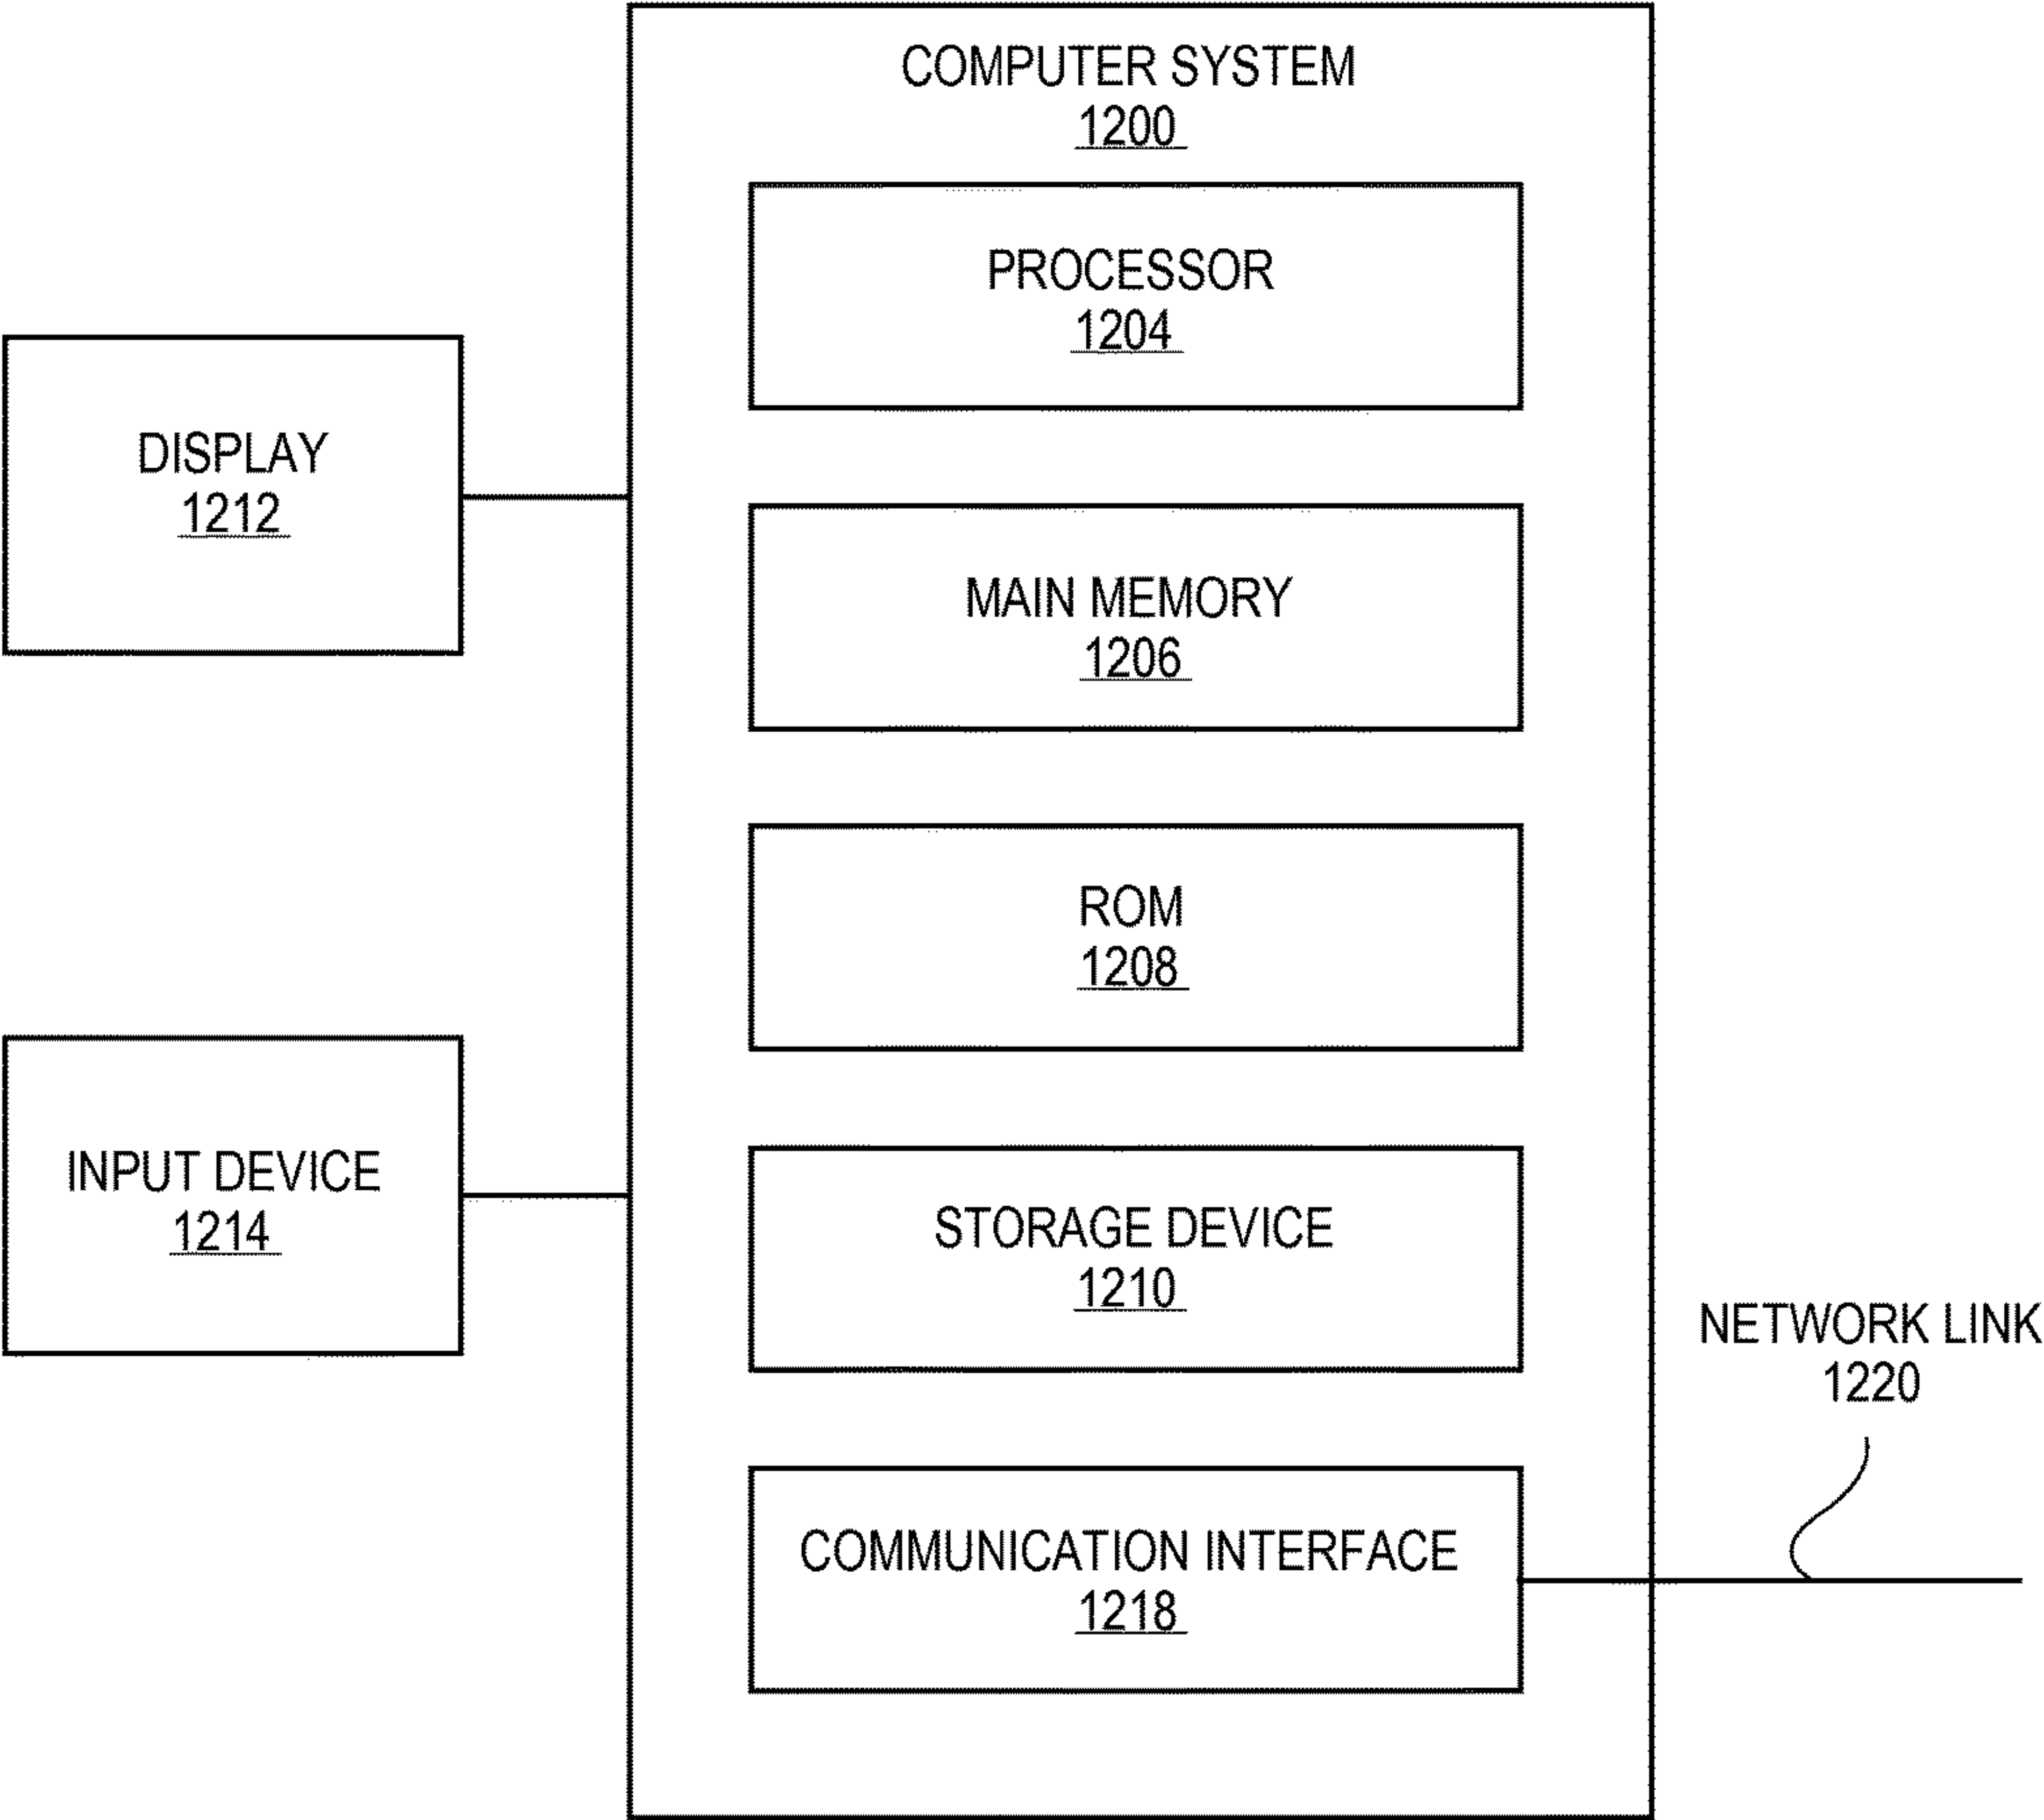 COMPUTER SYSTEM
1200
PROCESSOR
1204
DISPLAY
1212
MAIN MEMORY
1206
ROM
1208
INPUT DEVICE
1214
STORAGE DEVICE
1210
NETWORK LINK
1220
COMMUNICATION INTERFACE
1218